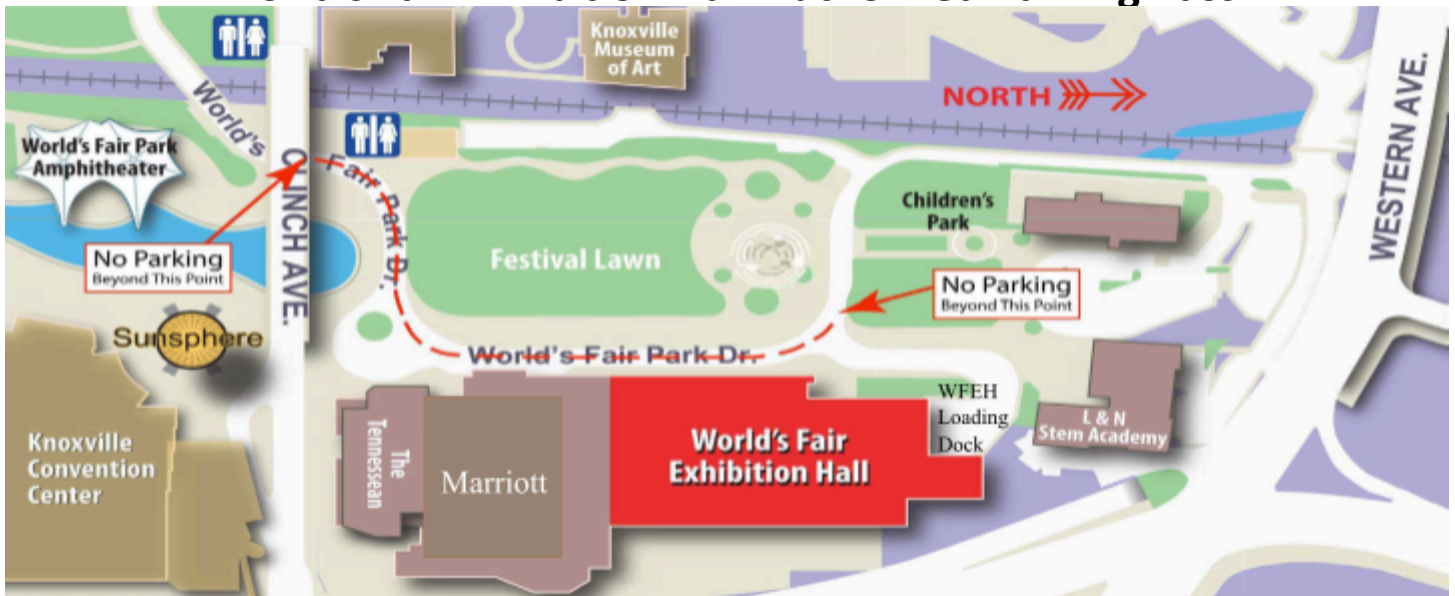 Knoxville
Museum
of Art
NORTH
WESTERN AVE.
World's
World's Fair Park
Amphitheater
CLINCH AVE.
Fair Park Dr.
Children's
Park
No Parking
Beyond This Point
Festival Lawn
No Parking
Beyond This Point
Sunsphere
World's Fair Park Dr.
WFEH
Loading
Dock
L & N
Stem Academy
Knoxville
Convention
Center
The
Tennessean
Marriott
World's Fair
Exhibition Hall